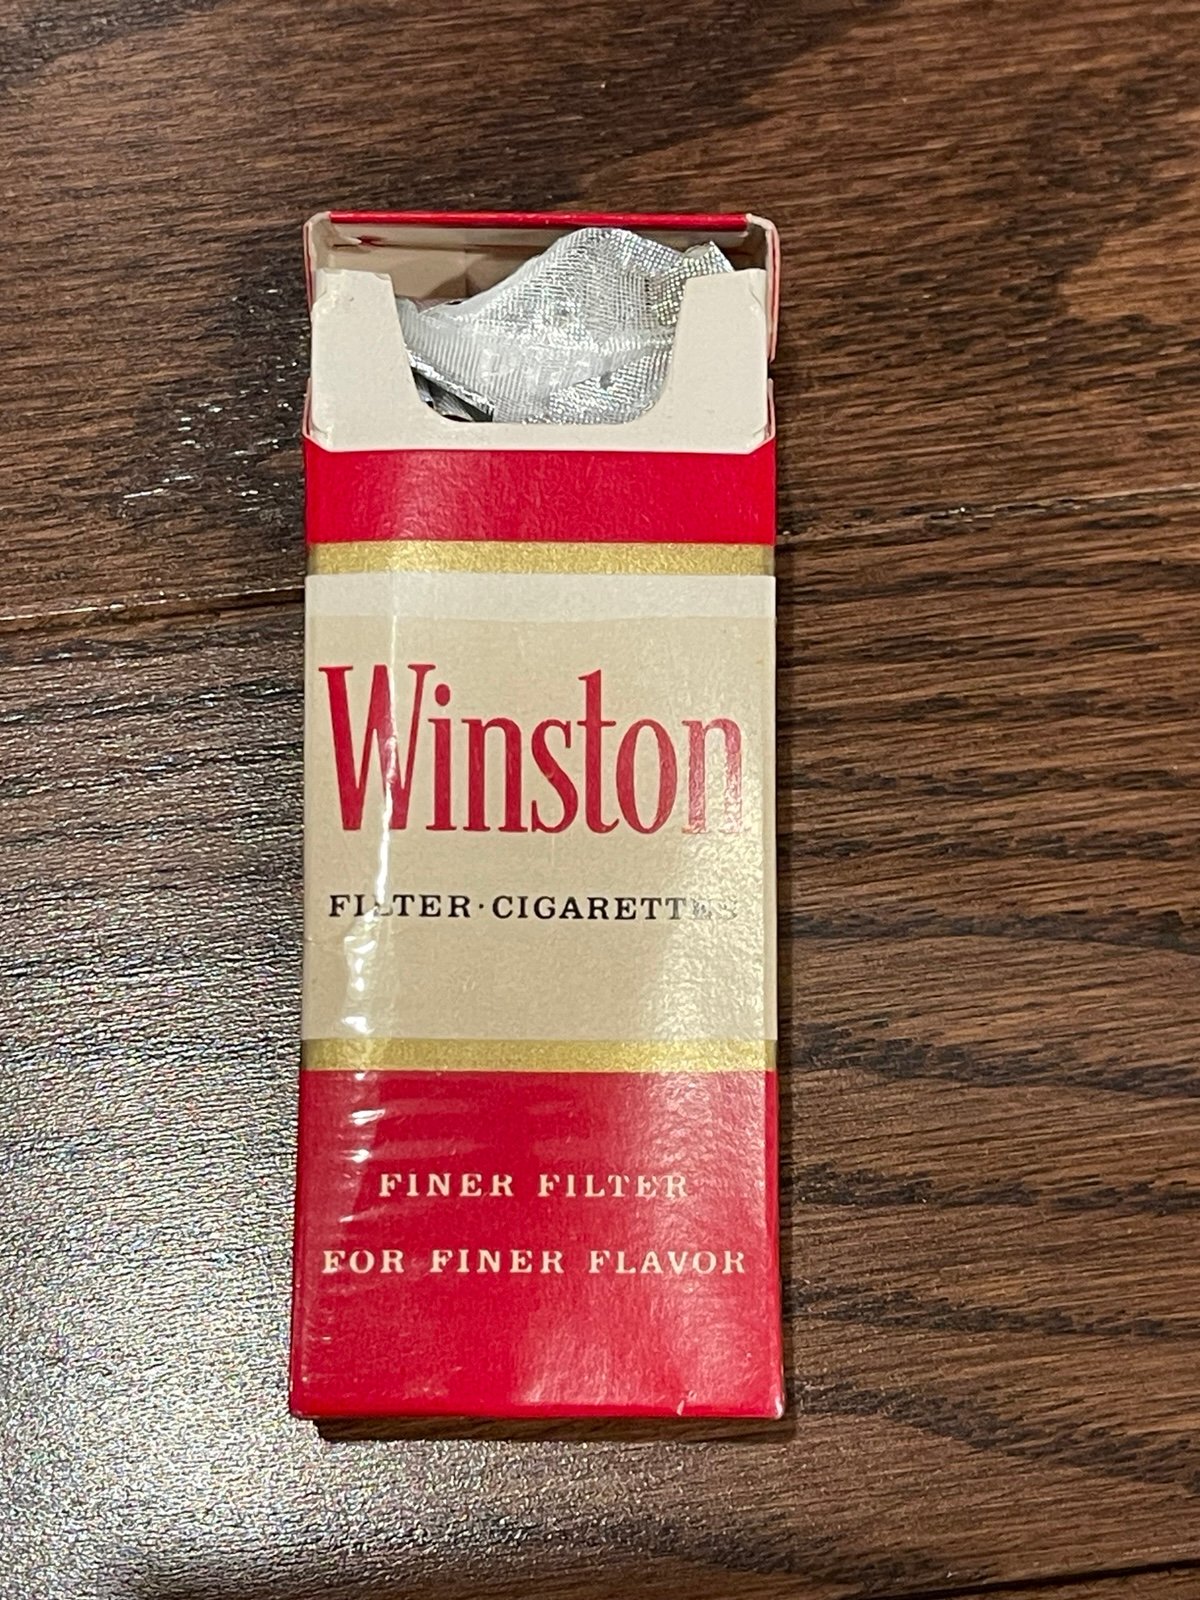 Winston
FILTER·CIGARETTES
FINER FILTER
FOR FINER FLAVOR